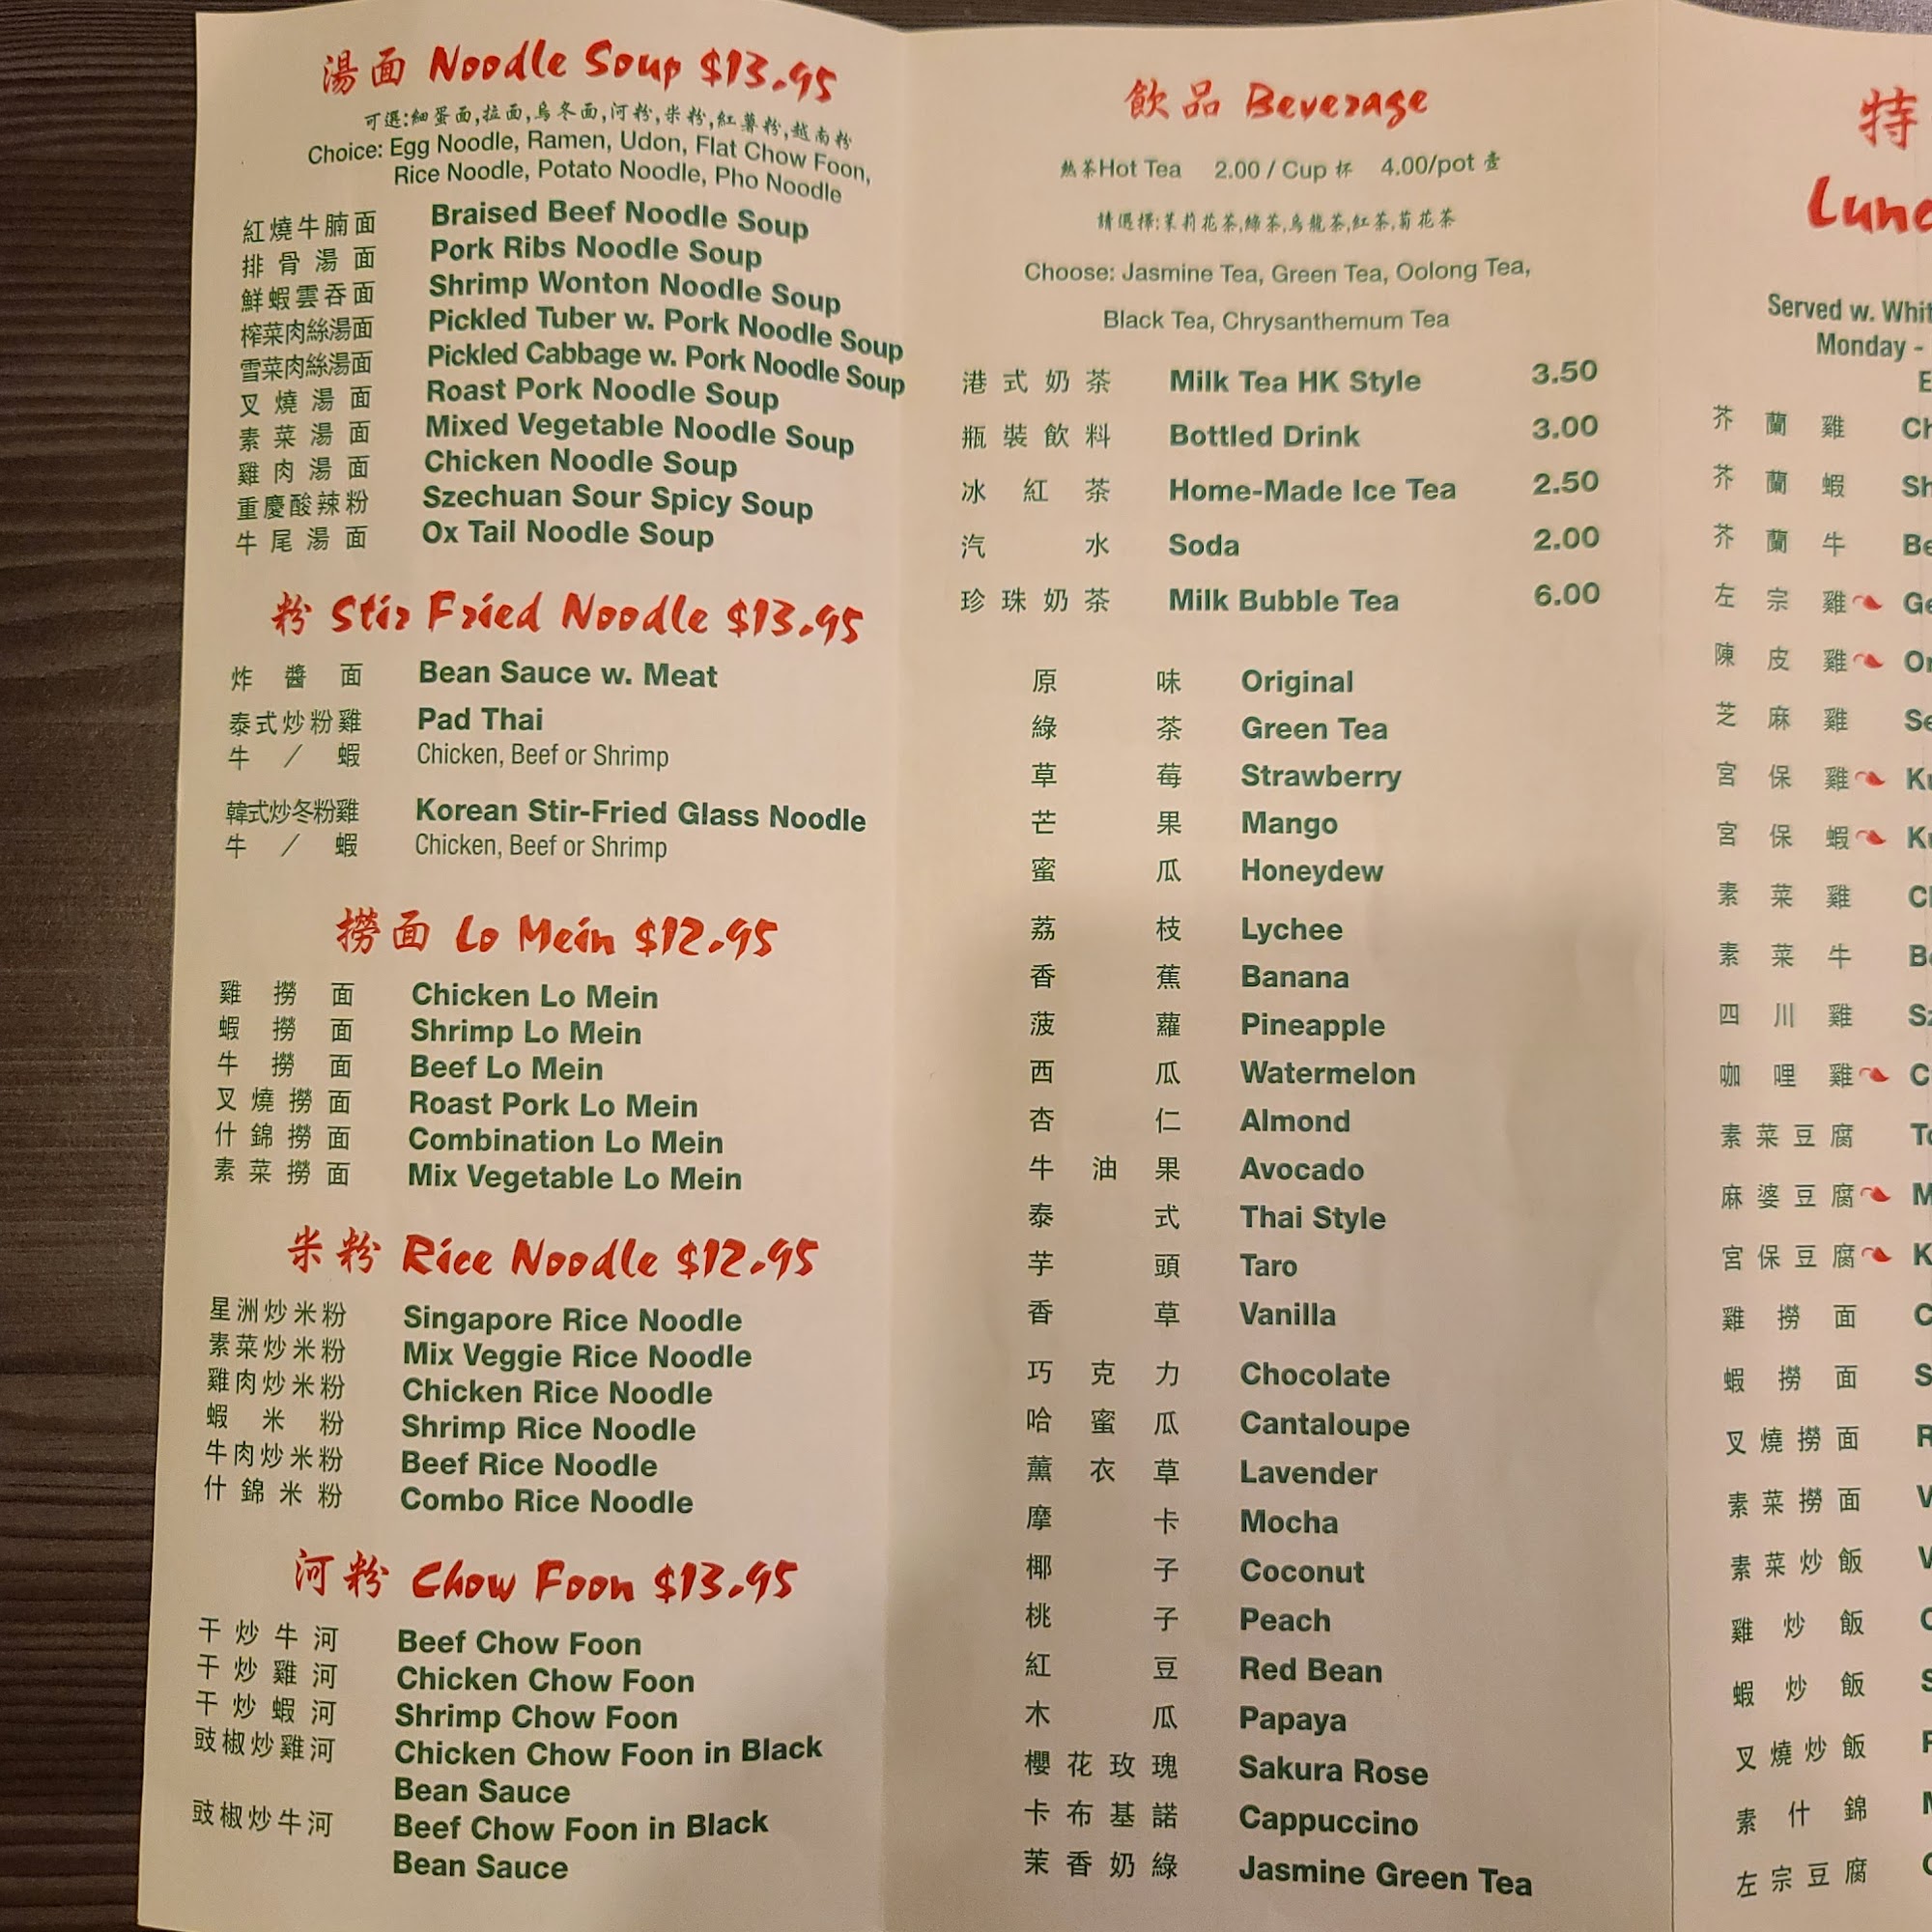 湯面 Noodle Soup $13.95
可選:細蛋面,拉面,烏冬面,河粉,米粉,紅薯粉,越南粉
Choice: Egg Noodle, Ramen, Udon, Flat Chow Foon,
Rice Noodle, Potato Noodle, Pho Noodle
紅燒牛腩面 Braised Beef Noodle Soup
排骨湯面 Pork Ribs Noodle Soup
鮮蝦雲吞面 Shrimp Wonton Noodle Soup
榨菜肉絲湯面 Pickled Tuber w. Pork Noodle Soup
雪菜肉絲湯面 Pickled Cabbage w. Pork Noodle Soup
叉燒湯面 Roast Pork Noodle Soup
素菜湯面 Mixed Vegetable Noodle Soup
雞肉湯面 Chicken Noodle Soup
重慶酸辣粉 Szechuan Sour Spicy Soup
牛尾湯面 Ox Tail Noodle Soup
粉 Stir Fried Noodle $13.95
炸醬面 Bean Sauce w. Meat
泰式炒粉雞 Pad Thai
牛/蝦 Chicken, Beef or Shrimp
韓式炒冬粉雞 Korean Stir-Fried Glass Noodle
牛/蝦 Chicken, Beef or Shrimp
撈面 Lo Mein $12.95
雞撈面 Chicken Lo Mein
蝦撈面 Shrimp Lo Mein
牛撈面 Beef Lo Mein
叉燒撈面 Roast Pork Lo Mein
什錦撈面 Combination Lo Mein
素菜撈面 Mix Vegetable Lo Mein
米粉 Rice Noodle $12.95
星洲炒米粉 Singapore Rice Noodle
素菜炒米粉 Mix Veggie Rice Noodle
雞肉炒米粉 Chicken Rice Noodle
蝦米粉 Shrimp Rice Noodle
牛肉炒米粉 Beef Rice Noodle
什錦米粉 Combo Rice Noodle
河粉 Chow Foon $13.95
干炒牛河 Beef Chow Foon
干炒雞河 Chicken Chow Foon
干炒蝦河 Shrimp Chow Foon
豉椒炒雞河 Chicken Chow Foon in Black
Bean Sauce
豉椒炒牛河 Beef Chow Foon in Black
Bean Sauce
飲品 Beverage
熱茶Hot Tea 2.00 / Cup 杯 4.00/pot 壺
請選擇:茉莉花茶,綠茶,烏龍茶,紅茶,菊花茶
Choose: Jasmine Tea, Green Tea, Oolong Tea,
Black Tea, Chrysanthemum Tea
港式奶茶 Milk Tea HK Style 3.50
瓶裝飲料 Bottled Drink 3.00
冰紅茶 Home-Made Ice Tea 2.50
汽水 Soda 2.00
珍珠奶茶 Milk Bubble Tea 6.00
原味 Original
綠茶 Green Tea
草莓 Strawberry
芒果 Mango
蜜瓜 Honeydew
荔枝 Lychee
香蕉 Banana
菠蘿 Pineapple
西瓜 Watermelon
杏仁 Almond
牛油果 Avocado
泰式 Thai Style
芋頭 Taro
香草 Vanilla
巧克力 Chocolate
哈蜜瓜 Cantaloupe
薰衣草 Lavender
摩卡 Mocha
椰子 Coconut
桃子 Peach
紅豆 Red Bean
木瓜 Papaya
櫻花玫瑰 Sakura Rose
卡布基諾 Cappuccino
茉香奶綠 Jasmine Green Tea
特
Served w.
Monday -
芥蘭雞
芥蘭蝦
芥蘭牛
左宗雞
陳皮雞
芝麻雞
宮保雞
宮保蝦
素菜雞
素菜牛
四川雞
咖哩雞
素菜豆腐
麻婆豆腐
宮保豆腐
雞撈面
蝦撈面
叉燒撈面
素菜撈面
素菜炒飯
雞炒飯
蝦炒飯
叉燒炒飯
素什錦
左宗豆腐